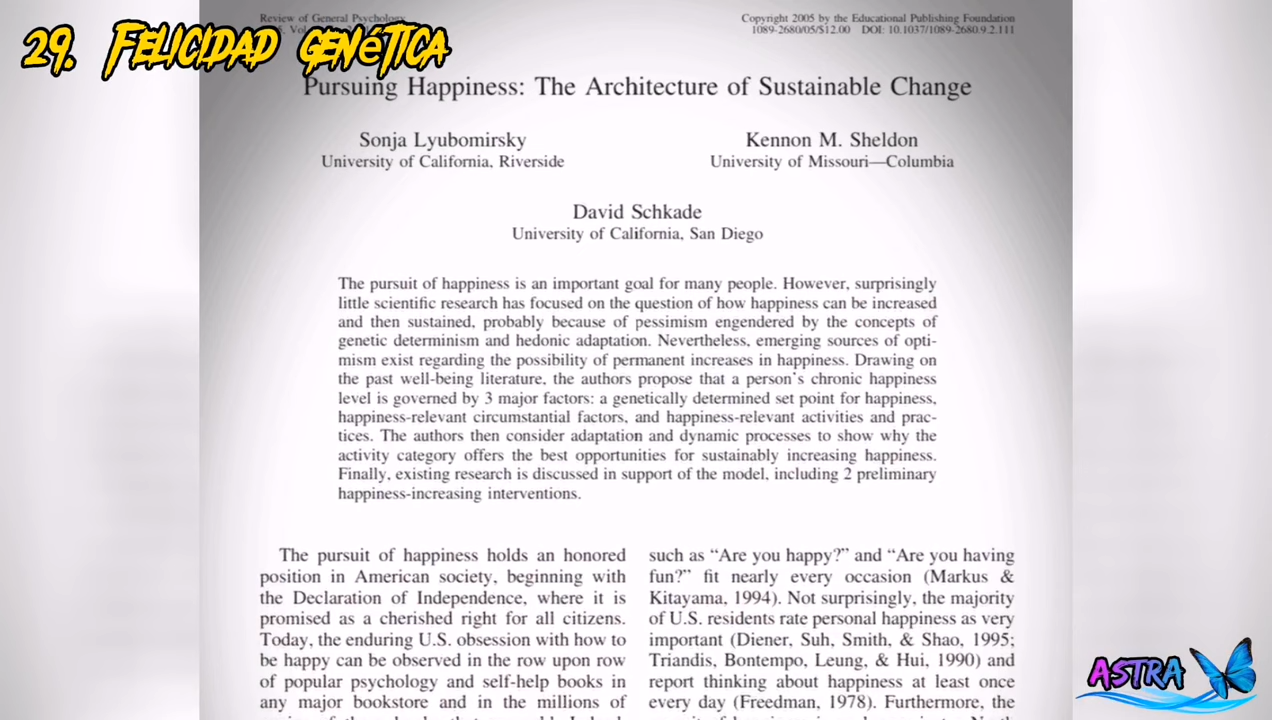 Review of General Psychology
Copyright 2005 by the Educational Publishing Foundation
1089-2680/05/$12.00 DOI: 10.1037/1089-2680.9.2.111
29. Felicidad genética
Pursuing Happiness: The Architecture of Sustainable Change
Sonja Lyubomirsky
University of California, Riverside
Kennon M. Sheldon
University of Missouri—Columbia
David Schkade
University of California, San Diego
The pursuit of happiness is an important goal for many people. However, surprisingly
little scientific research has focused on the question of how happiness can be increased
and then sustained, probably because of pessimism engendered by the concepts of
genetic determinism and hedonic adaptation. Nevertheless, emerging sources of opti-
mism exist regarding the possibility of permanent increases in happiness. Drawing on
the past well-being literature, the authors propose that a person's chronic happiness
level is governed by 3 major factors: a genetically determined set point for happiness,
happiness-relevant circumstantial factors, and happiness-relevant activities and prac-
tices. The authors then consider adaptation and dynamic processes to show why the
activity category offers the best opportunities for sustainably increasing happiness.
Finally, existing research is discussed in support of the model, including 2 preliminary
happiness-increasing interventions.
The pursuit of happiness holds an honored
position in American society, beginning with
the Declaration of Independence, where it is
promised as a cherished right for all citizens.
Today, the enduring U.S. obsession with how to
be happy can be observed in the row upon row
of popular psychology and self-help books in
any major bookstore and in the millions of
such as “Are you happy?” and “Are you having
fun?” fit nearly every occasion (Markus &
Kitayama, 1994). Not surprisingly, the majority
of U.S. residents rate personal happiness as very
important (Diener, Suh, Smith, & Shao, 1995;
Triandis, Bontempo, Leung, & Hui, 1990) and
report thinking about happiness at least once
every day (Freedman, 1978). Furthermore, the
ASTRA